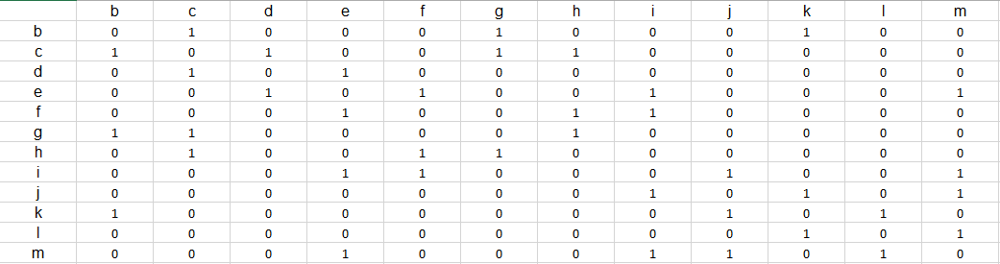 b c d e f g h i j k l m
b 0 1 0 0 0 1 0 0 0 1 0 0
c 1 0 1 0 0 1 1 0 0 0 0 0
d 0 1 0 1 0 0 0 0 0 0 0 0
e 0 0 1 0 1 0 0 1 0 0 0 1
f 0 0 0 1 0 0 1 1 0 0 0 0
g 1 1 0 0 0 0 1 0 0 0 0 0
h 0 1 0 0 1 1 0 0 0 0 0 0
i 0 0 0 1 1 0 0 0 1 0 0 1
j 0 0 0 0 0 0 0 1 0 1 0 1
k 1 0 0 0 0 0 0 0 1 0 1 0
l 0 0 0 0 0 0 0 0 0 1 0 1
m 0 0 0 1 0 0 0 1 1 0 1 0